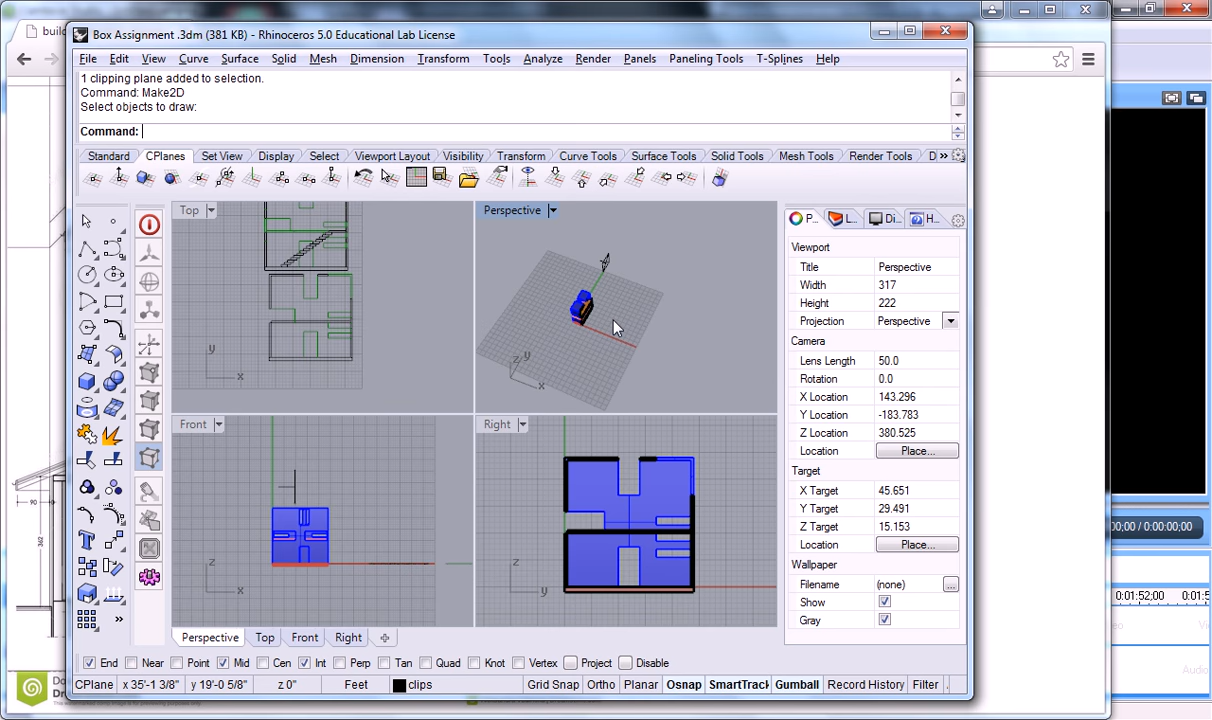 buil
Box Assignment .3dm (381 KB) - Rhinoceros 5.0 Educational Lab License
File Edit View Curve Surface Solid Mesh Dimension Transform Tools Analyze Render Panels Paneling Tools T-Splines Help
1 clipping plane added to selection.
Command: Make2D
Select objects to draw:
Command:
Standard CPlanes Set View Display Select Viewport Layout Visibility Transform Curve Tools Surface Tools Solid Tools Mesh Tools Render Tools D »
Top
Perspective
P... L... Di... H...
Viewport
Title Perspective
Width 317
Height 222
Projection Perspective
Camera
Lens Length 50.0
Rotation 0.0
X Location 143.296
Y Location -183.783
Z Location 380.525
Location Place...
Target
X Target 45.651
Y Target 29.491
Z Target 15.153
Location Place...
Wallpaper
Filename (none)
Show
Gray
y
x
z y
x
Front
Right
z
x
z
y
90
362
00;00 / 0:00:00;00
0:01:52;00 0:01:5
Perspective Top Front Right
End Near Point Mid Cen Int Perp Tan Quad Knot Vertex Project Disable
CPlane x 35'-1 3/8" y 19'-0 5/8" z 0" Feet clips Grid Snap Ortho Planar Osnap SmartTrack Gumball Record History Filter